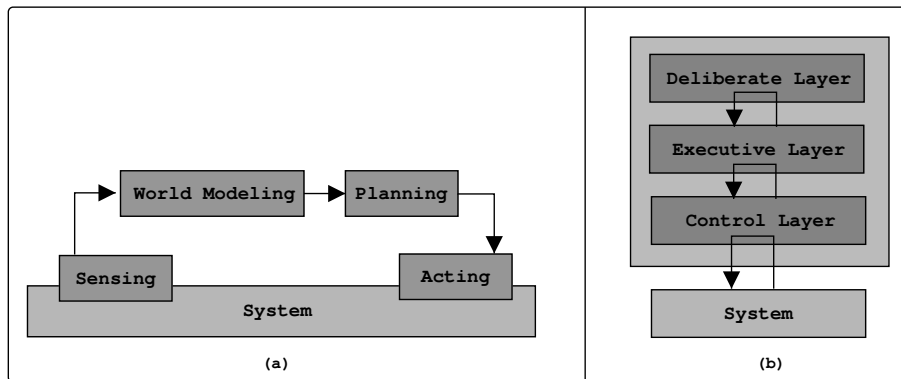 World Modeling
Planning
Sensing
Acting
System
(a)
Deliberate Layer
Executive Layer
Control Layer
System
(b)